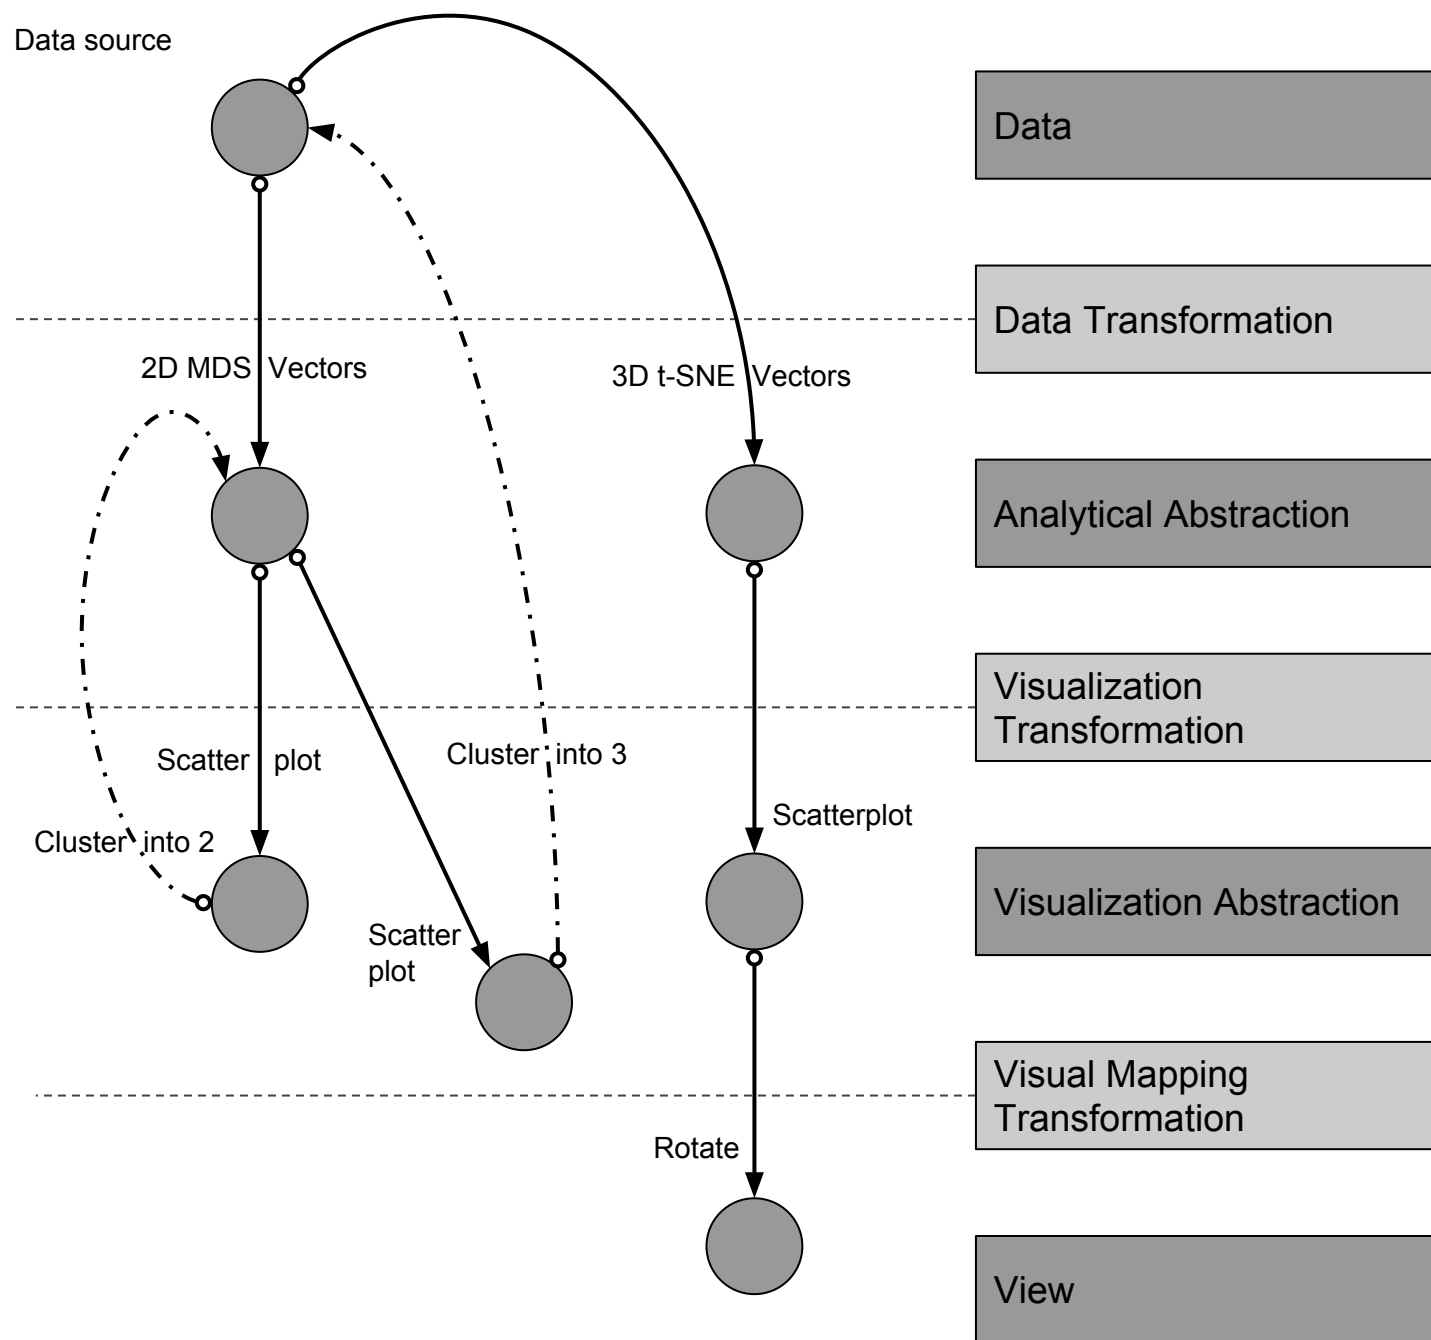 Data source
Data
Data Transformation
2D MDS Vectors
3D t-SNE Vectors
Analytical Abstraction
Visualization
Transformation
Scatter plot
Cluster into 3
Scatterplot
Cluster into 2
Visualization Abstraction
Scatter
plot
Visual Mapping
Transformation
Rotate
View